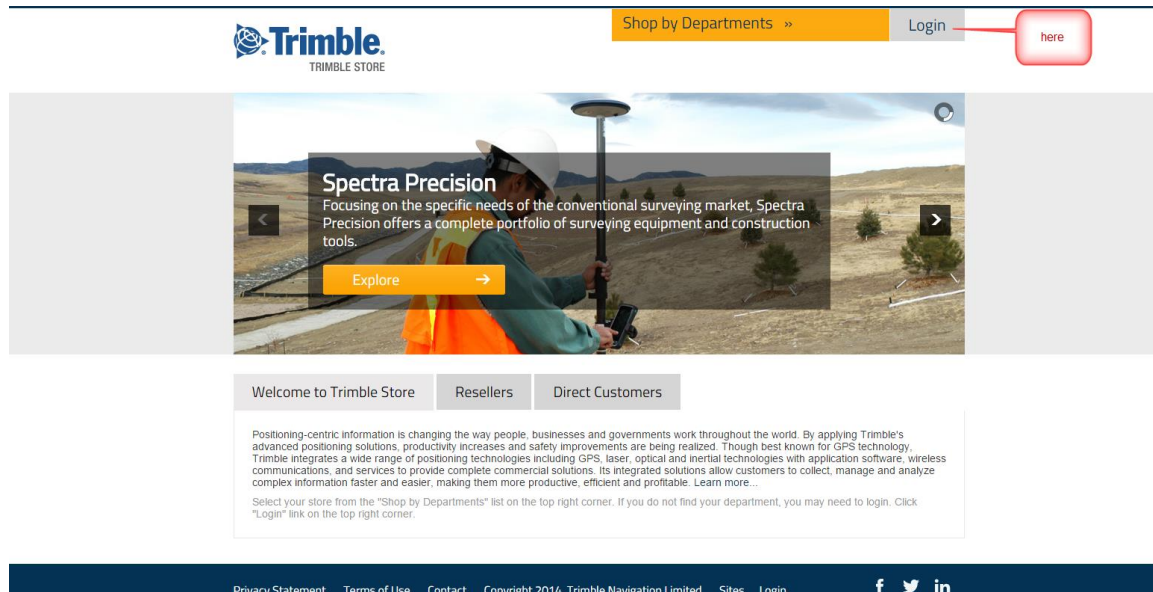 Shop by Departments »
Login
here
Trimble.
TRIMBLE STORE
Spectra Precision
Focusing on the specific needs of the conventional surveying market, Spectra
Precision offers a complete portfolio of surveying equipment and construction
tools.
Explore →
Welcome to Trimble Store
Resellers
Direct Customers
Positioning-centric information is changing the way people, businesses and governments work throughout the world. By applying Trimble's
advanced positioning solutions, productivity increases and safety improvements are being realized. Though best known for GPS technology,
Trimble integrates a wide range of positioning technologies including GPS, laser, optical and inertial technologies with application software, wireless
communications, and services to provide complete commercial solutions. Its integrated solutions allow customers to collect, manage and analyze
complex information faster and easier, making them more productive, efficient and profitable. Learn more...
Select your store from the "Shop by Departments" list on the top right corner. If you do not find your department, you may need to login. Click
"Login" link on the top right corner.
Privacy Statement Terms of Use Contact Copyright 2014, Trimble Navigation Limited Sites Login